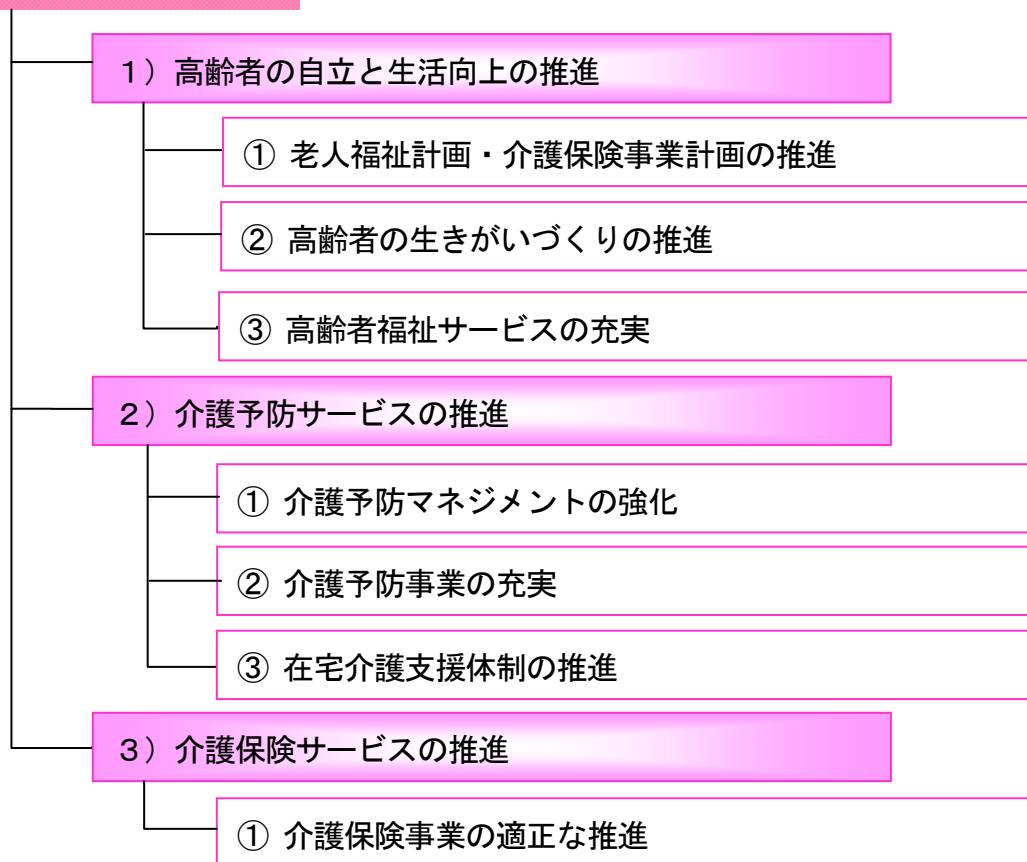 １）高齢者の自立と生活向上の推進
① 老人福祉計画・介護保険事業計画の推進
② 高齢者の生きがいづくりの推進
③ 高齢者福祉サービスの充実
２）介護予防サービスの推進
① 介護予防マネジメントの強化
② 介護予防事業の充実
③ 在宅介護支援体制の推進
３）介護保険サービスの推進
① 介護保険事業の適正な推進